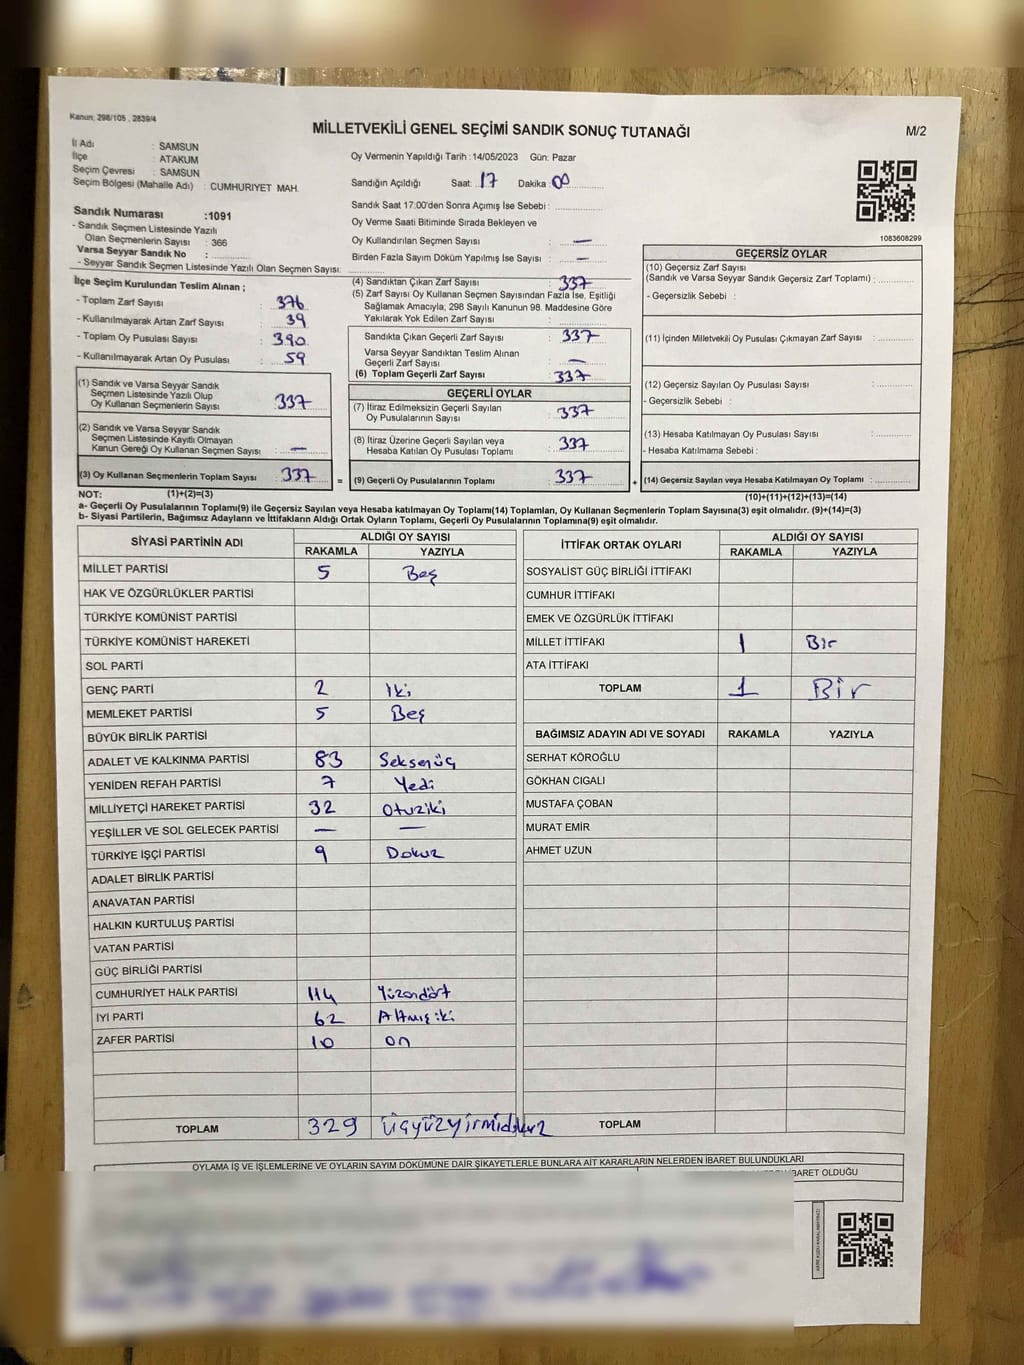 Kanun; 298/105 , 2839/4
MİLLETVEKİLİ GENEL SEÇİMİ SANDIK SONUÇ TUTANAĞI
M/2
İl Adı : SAMSUN
İlçe : ATAKUM
Seçim Çevresi : SAMSUN
Seçim Bölgesi (Mahalle Adı) : CUMHURIYET MAH.
Oy Vermenin Yapıldığı Tarih : 14/05/2023 Gün: Pazar
Sandığın Açıldığı Saat: 17 Dakika : 00
Sandık Saat 17:00'den Sonra Açımış İse Sebebi :
Oy Verme Saati Bitiminde Sırada Bekleyen ve
Oy Kullandırılan Seçmen Sayısı : —
Birden Fazla Sayım Döküm Yapılmış İse Sayısı : —
1083608299
Sandık Numarası :1091
- Sandık Seçmen Listesinde Yazılı
Olan Seçmenlerin Sayısı : 366
Varsa Seyyar Sandık No :
- Seyyar Sandık Seçmen Listesinde Yazılı Olan Seçmen Sayısı:
İlçe Seçim Kurulundan Teslim Alınan ;
- Toplam Zarf Sayısı : 376
- Kullanılmayarak Artan Zarf Sayısı : 39
- Toplam Oy Pusulası Sayısı : 390
- Kullanılmayarak Artan Oy Pusulası : 59
(1) Sandık ve Varsa Seyyar Sandık
Seçmen Listesinde Yazılı Olup
Oy Kullanan Seçmenlerin Sayısı : 337
(2) Sandık ve Varsa Seyyar Sandık
Seçmen Listesinde Kayıtlı Olmayan
Kanun Gereği Oy Kullanan Seçmen Sayısı : —
(3) Oy Kullanan Seçmenlerin Toplam Sayısı : 337
(4) Sandıktan Çıkan Zarf Sayısı : 337
(5) Zarf Sayısı Oy Kullanan Seçmen Sayısından Fazla İse, Eşitliği
Sağlamak Amacıyla; 298 Sayılı Kanunun 98. Maddesine Göre
Yakılarak Yok Edilen Zarf Sayısı :
Sandıkta Çıkan Geçerli Zarf Sayısı : 337
Varsa Seyyar Sandıktan Teslim Alınan
Geçerli Zarf Sayısı : —
(6) Toplam Geçerli Zarf Sayısı : 337
GEÇERLİ OYLAR
(7) İtiraz Edilmeksizin Geçerli Sayılan
Oy Pusulalarının Sayısı : 337
(8) İtiraz Üzerine Geçerli Sayılan veya
Hesaba Katılan Oy Pusulası Toplamı : 337
= (9) Geçerli Oy Pusulalarının Toplamı : 337
GEÇERSİZ OYLAR
(10) Geçersiz Zarf Sayısı
(Sandık ve Varsa Seyyar Sandık Geçersiz Zarf Toplamı) :
- Geçersizlik Sebebi :
(11) İçinden Milletvekili Oy Pusulası Çıkmayan Zarf Sayısı :
(12) Geçersiz Sayılan Oy Pusulası Sayısı :
- Geçersizlik Sebebi :
(13) Hesaba Katılmayan Oy Pusulası Sayısı :
- Hesaba Katılmama Sebebi :
+ (14) Geçersiz Sayılan veya Hesaba Katılmayan Oy Toplamı :
NOT: (1)+(2)=(3)
(10)+(11)+(12)+(13)=(14)
a- Geçerli Oy Pusulalarının Toplamı(9) ile Geçersiz Sayılan veya Hesaba katılmayan Oy Toplamı(14) Toplamları, Oy Kullanan Seçmenlerin Toplam Sayısına(3) eşit olmalıdır. (9)+(14)=(3)
b- Siyasi Partilerin, Bağımsız Adayların ve İttifakların Aldığı Ortak Oyların Toplamı, Geçerli Oy Pusulalarının Toplamına(9) eşit olmalıdır.
SİYASİ PARTİNİN ADI ALDIĞI OY SAYISI
RAKAMLA YAZIYLA
MİLLET PARTİSİ 5 Beş
HAK VE ÖZGÜRLÜKLER PARTİSİ
TÜRKİYE KOMÜNİST PARTİSİ
TÜRKİYE KOMÜNİST HAREKETİ
SOL PARTİ
GENÇ PARTİ 2 İki
MEMLEKET PARTİSİ 5 Beş
BÜYÜK BİRLİK PARTİSİ
ADALET VE KALKINMA PARTİSİ 83 Seksenüç
YENİDEN REFAH PARTİSİ 7 Yedi
MİLLİYETÇİ HAREKET PARTİSİ 32 Otuziki
YEŞİLLER VE SOL GELECEK PARTİSİ — —
TÜRKİYE İŞÇİ PARTİSİ 9 Dokuz
ADALET BİRLİK PARTİSİ
ANAVATAN PARTİSİ
HALKIN KURTULUŞ PARTİSİ
VATAN PARTİSİ
GÜÇ BİRLİĞİ PARTİSİ
CUMHURİYET HALK PARTİSİ 114 Yüzondört
İYİ PARTİ 62 Altmışiki
ZAFER PARTİSİ 10 on
TOPLAM 329 üçyüzyirmidokuz
İTTİFAK ORTAK OYLARI ALDIĞI OY SAYISI
RAKAMLA YAZIYLA
SOSYALİST GÜÇ BİRLİĞİ İTTİFAKI
CUMHUR İTTİFAKI
EMEK VE ÖZGÜRLÜK İTTİFAKI
MİLLET İTTİFAKI 1 Bir
ATA İTTİFAKI
TOPLAM 1 Bir
BAĞIMSIZ ADAYIN ADI VE SOYADI RAKAMLA YAZIYLA
SERHAT KÖROĞLU
GÖKHAN CIGALI
MUSTAFA ÇOBAN
MURAT EMİR
AHMET UZUN
TOPLAM
OYLAMA İŞ VE İŞLEMLERİNE VE OYLARIN SAYIM DÖKÜMÜNE DAİR ŞİKAYETLERLE BUNLARA AİT KARARLARIN NELERDEN İBARET BULUNDUKLARI
İBARET OLDUĞU